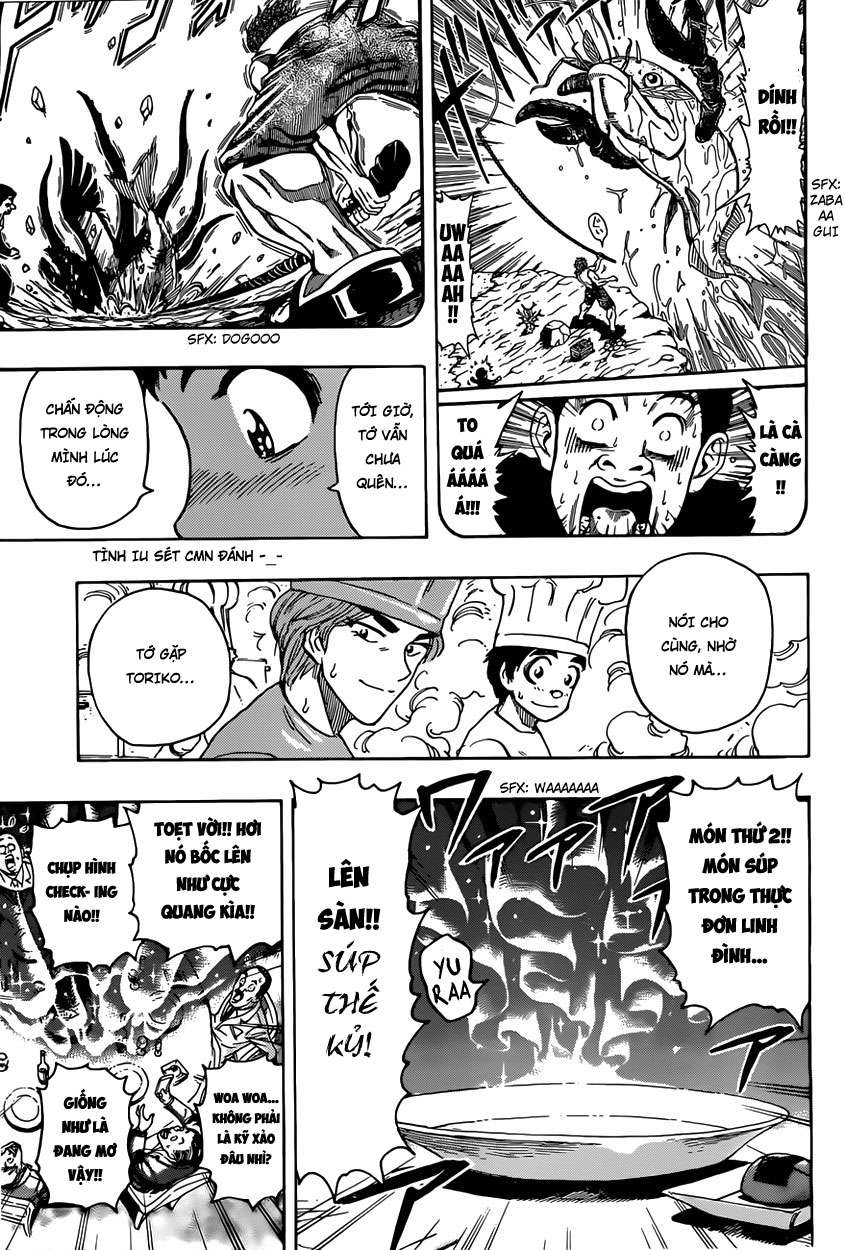 DÍNH
RỒI!!
SFX:
ZABA
AA
GUI
UW
AA
AA
AH
!!
SFX: DOGOOO
LÀ CÀ
CÀNG
!!
TO
QUÁ
ÁÁÁÁ
Á!!!
TỚI GIỜ,
TỚ VẪN
CHƯA
QUÊN...
CHẤN ĐỘNG
TRONG LÒNG
MÌNH LÚC
ĐÓ...
TÌNH IU SÉT CMN ĐÁNH -_-
NÓI CHO
CÙNG, NHỜ
NÓ MÀ...
TỚ GẶP
TORIKO...
SFX: WAAAAAAA
MÓN THỨ 2!!
MÓN SÚP
TRONG THỰC
ĐƠN LINH
ĐÌNH...
YU
RAA
LÊN
SÀN!!
SÚP
THẾ
KỶ!
TOẸT VỜI!! HƠI
NÓ BỐC LÊN
NHƯ CỰC
QUANG KÌA!!
CHỤP HÌNH
CHECK- ING
NÀO!!
WOA WOA...
KHÔNG PHẢI
LÀ KỸ XẢO
ĐÂU NHỈ?
GIỐNG
NHƯ LÀ
ĐANG MƠ
VẬY!!